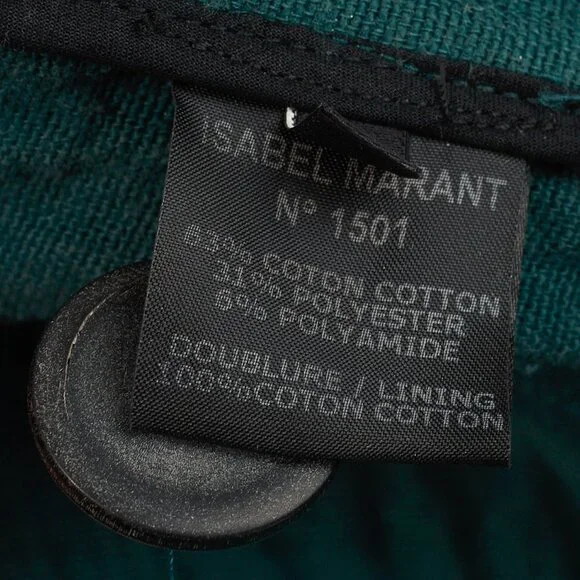 ISABEL MARANT
N° 1501
63% COTON COTTON
31% POLYESTER
6% POLYAMIDE
DOUBLURE / LINING
100%COTON COTTON